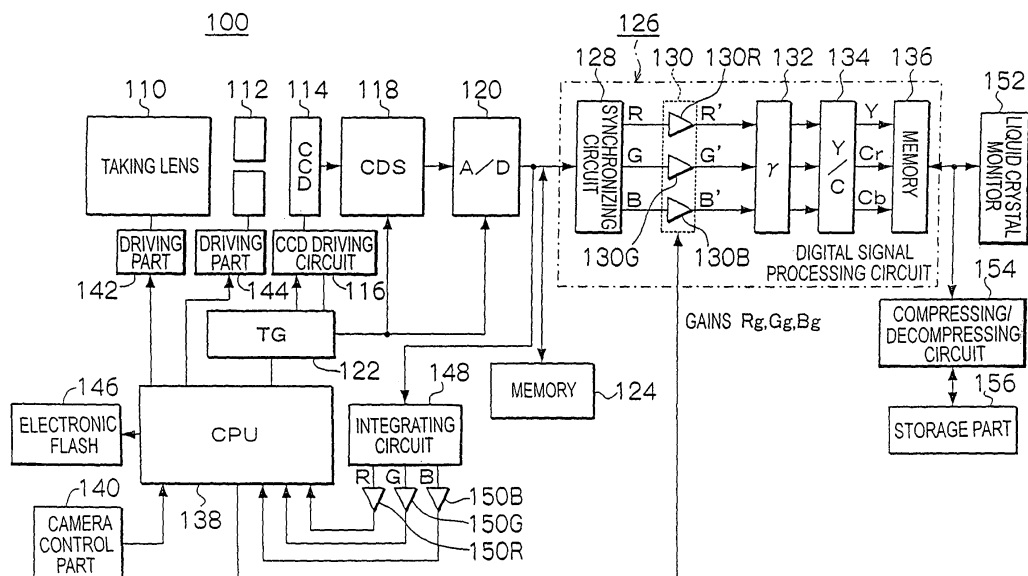 100
126
110
112
114
118
120
128
130
130R
132
134
136
152
TAKING LENS
CCD
CDS
A/D
SYNCHRONIZING
CIRCUIT
R
G
B
R'
G'
B'
γ
Y/C
Y
Cr
Cb
MEMORY
LIQUID CRYSTAL
MONITOR
130G
130B
DIGITAL SIGNAL
PROCESSING CIRCUIT
DRIVING
PART
DRIVING
PART
CCD DRIVING
CIRCUIT
142
144
116
154
TG
GAINS Rg,Gg,Bg
COMPRESSING/
DECOMPRESSING
CIRCUIT
122
148
MEMORY
124
146
156
ELECTRONIC
FLASH
CPU
INTEGRATING
CIRCUIT
STORAGE PART
R
G
B
150B
150G
150R
140
138
CAMERA
CONTROL
PART